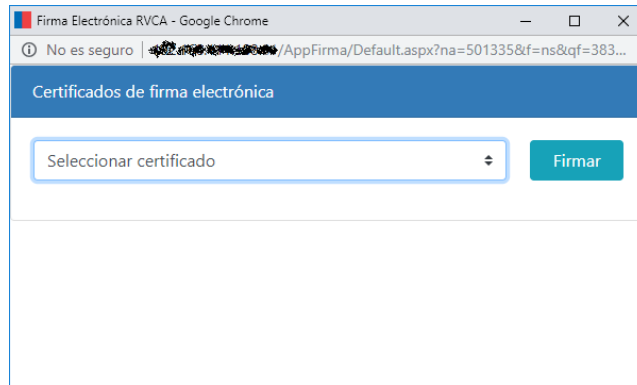 Firma Electrónica RVCA - Google Chrome
No es seguro /AppFirma/Default.aspx?na=501335&f=ns&qf=383...
Certificados de firma electrónica
Seleccionar certificado Firmar